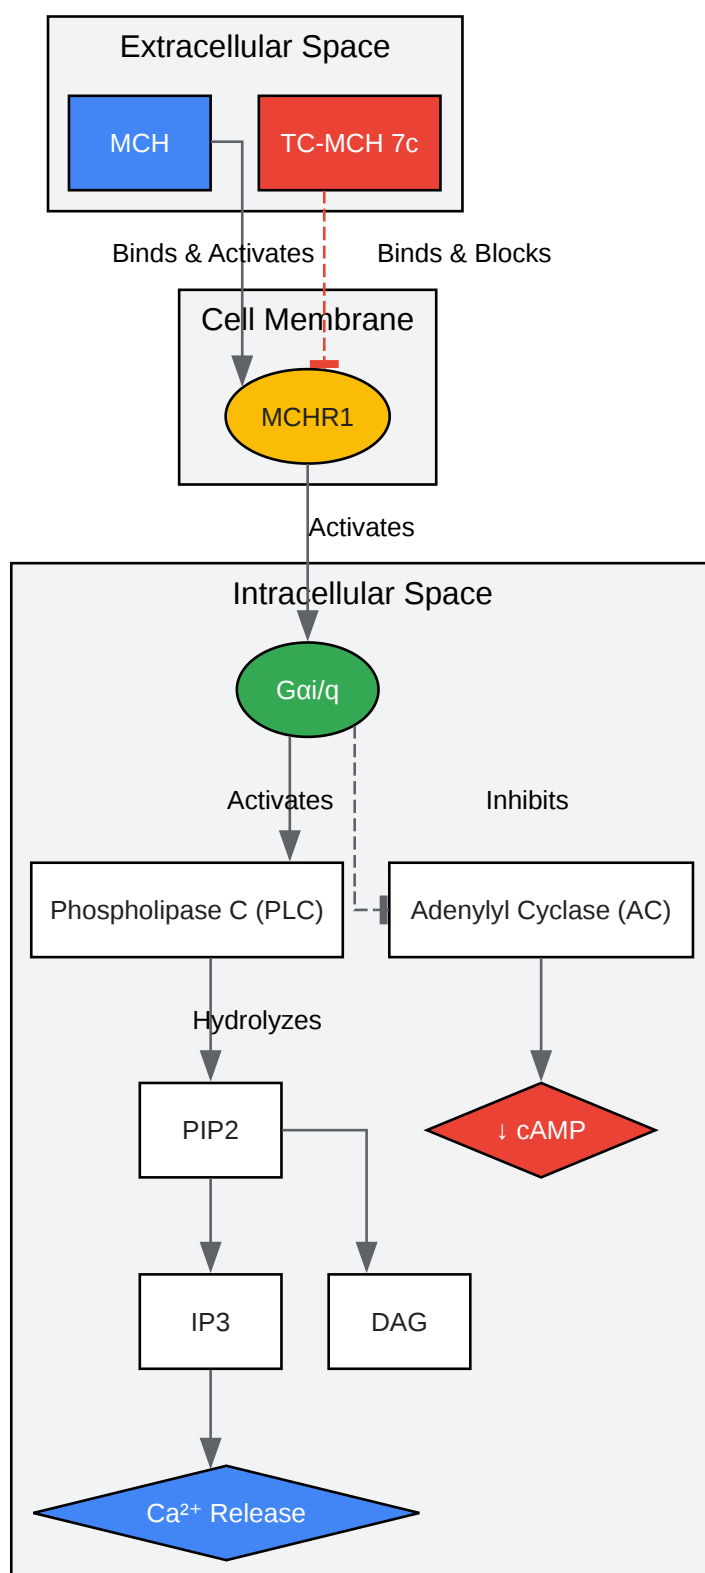 Extracellular Space
MCH
TC-MCH 7c
Binds & Activates
Binds & Blocks
Cell Membrane
MCHR1
Activates
Intracellular Space
Gαi/q
Activates
Inhibits
Phospholipase C (PLC)
Adenylyl Cyclase (AC)
Hydrolyzes
PIP2
↓ cAMP
IP3
DAG
Ca²⁺ Release